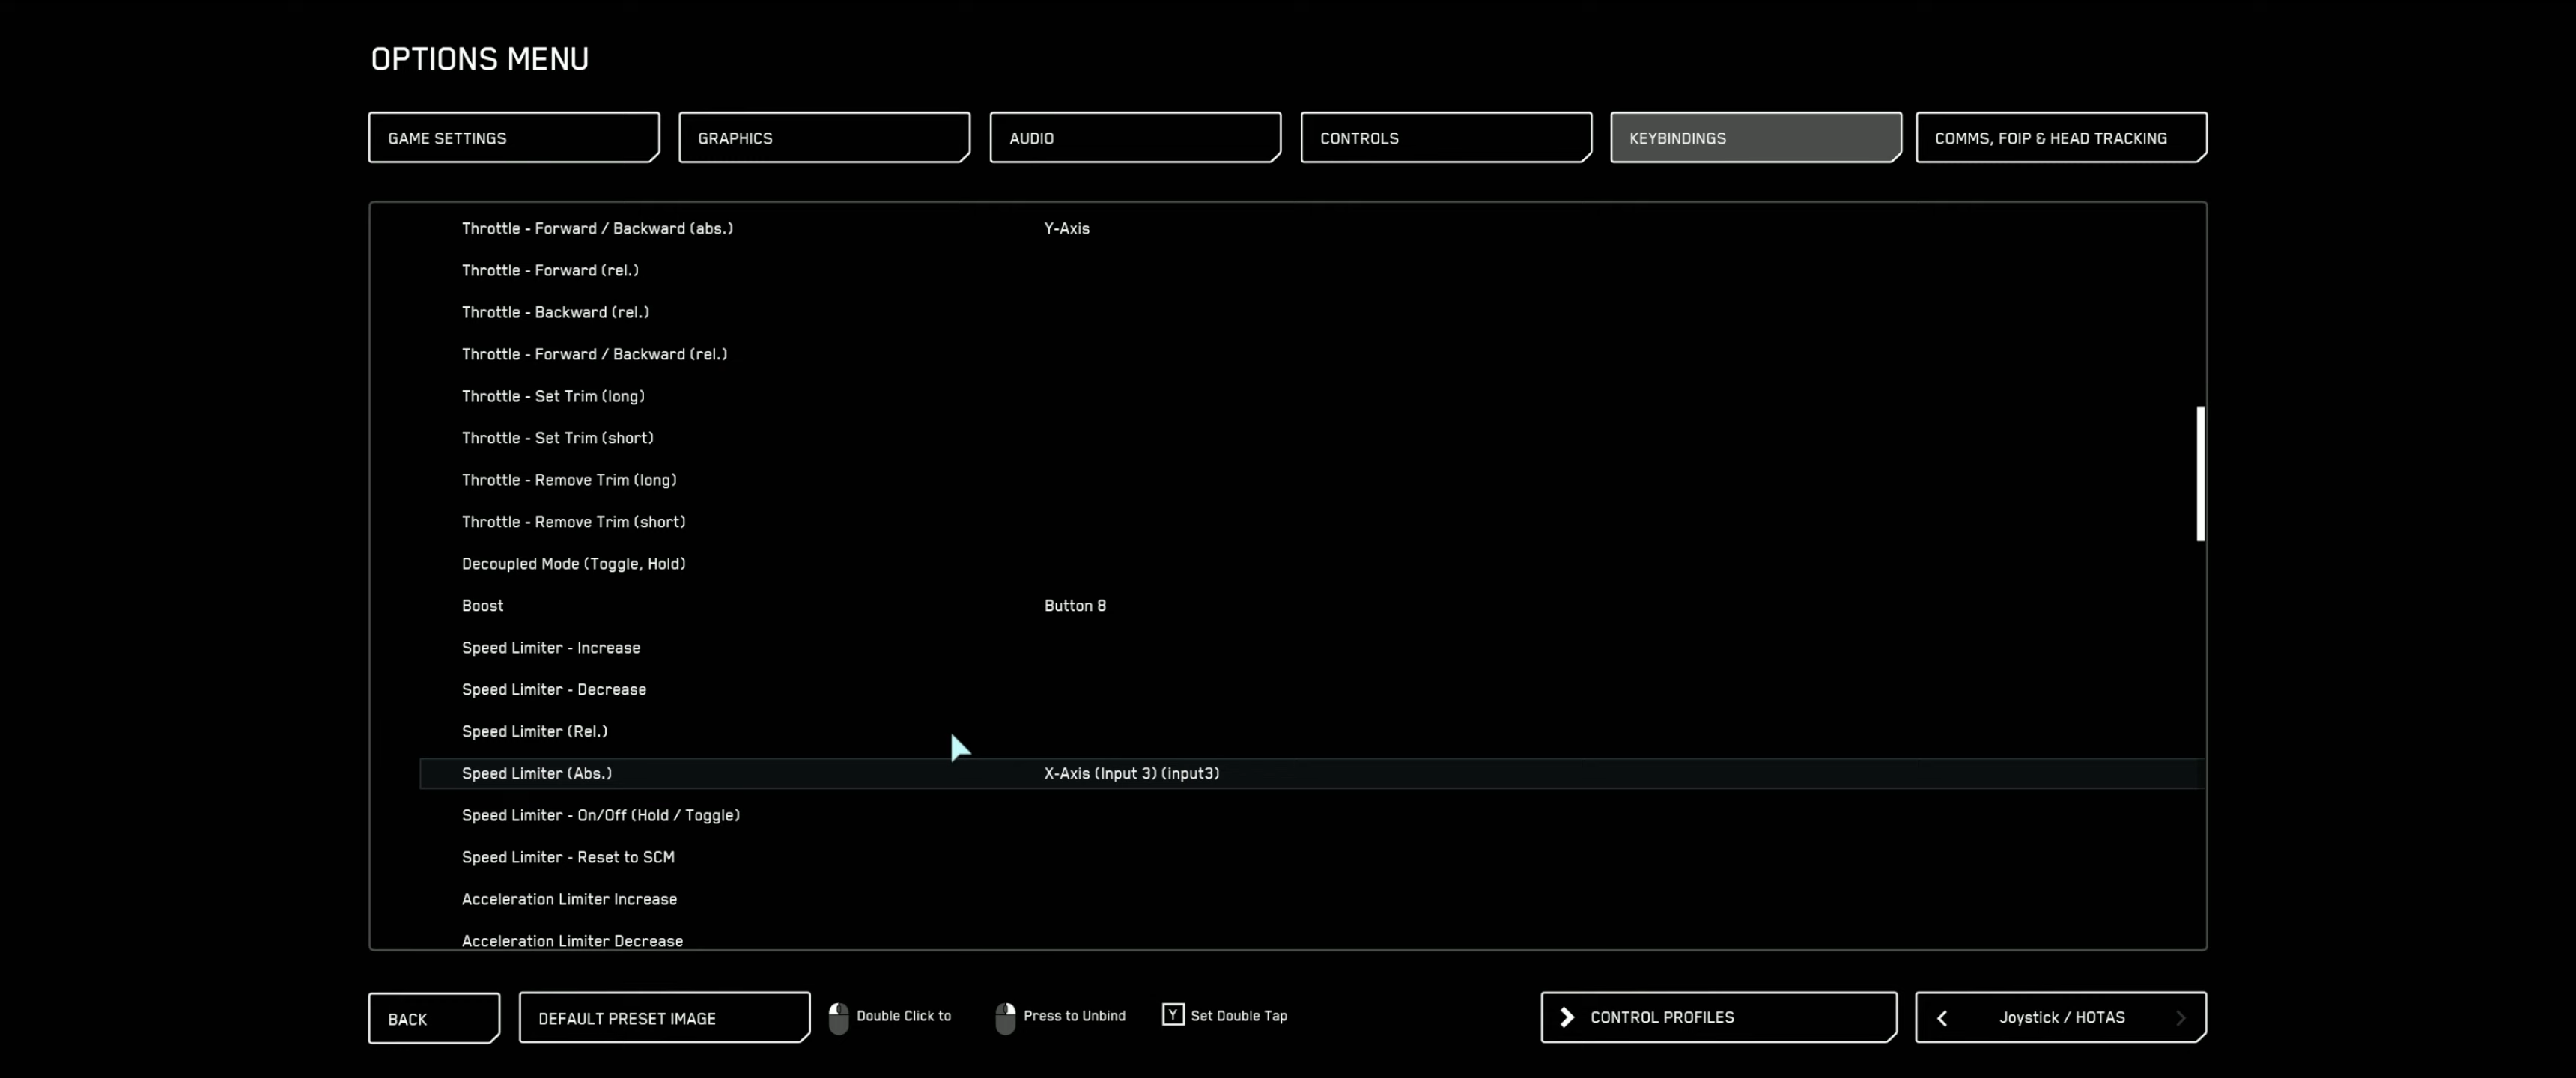 OPTIONS MENU
GAME SETTINGS
GRAPHICS
AUDIO
CONTROLS
KEYBINDINGS
COMMS, FOIP & HEAD TRACKING
Throttle - Forward / Backward (abs.) Y-Axis
Throttle - Forward (rel.)
Throttle - Backward (rel.)
Throttle - Forward / Backward (rel.)
Throttle - Set Trim (long)
Throttle - Set Trim (short)
Throttle - Remove Trim (long)
Throttle - Remove Trim (short)
Decoupled Mode (Toggle, Hold)
Boost Button 8
Speed Limiter - Increase
Speed Limiter - Decrease
Speed Limiter (Rel.)
Speed Limiter (Abs.) X-Axis (Input 3) (input3)
Speed Limiter - On/Off (Hold / Toggle)
Speed Limiter - Reset to SCM
Acceleration Limiter Increase
Acceleration Limiter Decrease
BACK
DEFAULT PRESET IMAGE
Double Click to
Press to Unbind
Y Set Double Tap
CONTROL PROFILES
Joystick / HOTAS